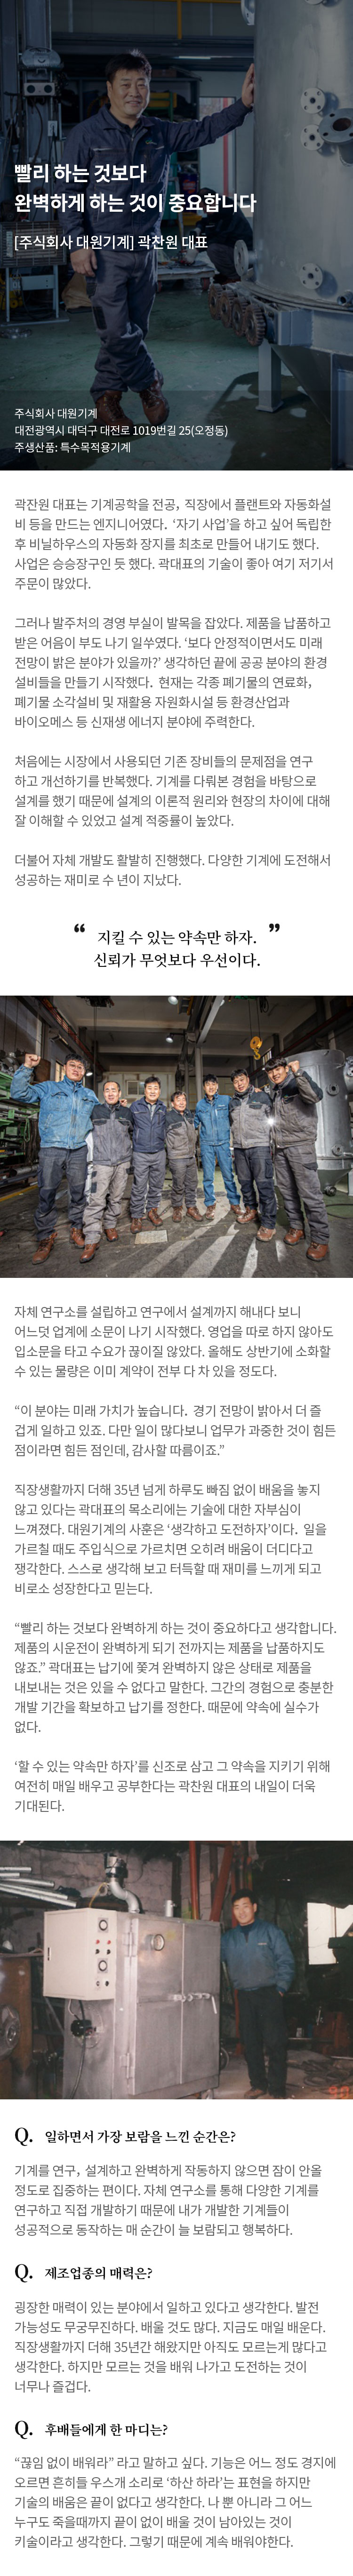 빨리 하는 것보다
완벽하게 하는 것이 중요합니다
[주식회사 대원기계] 곽찬원 대표
주식회사 대원기계
대전광역시 대덕구 대전로 1019번길 25(오정동)
주생산품: 특수목적용기계
곽잔원 대표는 기계공학을 전공, 직장에서 플랜트와 자동화설
비 등을 만드는 엔지니어였다. ‘자기 사업’을 하고 싶어 독립한
후 비닐하우스의 자동화 장지를 최초로 만들어 내기도 했다.
사업은 승승장구인 듯 했다. 곽대표의 기술이 좋아 여기 저기서
주문이 많았다.
그러나 발주처의 경영 부실이 발목을 잡았다. 제품을 납품하고
받은 어음이 부도 나기 일쑤였다. ‘보다 안정적이면서도 미래
전망이 밝은 분야가 있을까?’ 생각하던 끝에 공공 분야의 환경
설비들을 만들기 시작했다. 현재는 각종 폐기물의 연료화,
폐기물 소각설비 및 재활용 자원화시설 등 환경산업과
바이오메스 등 신재생 에너지 분야에 주력한다.
처음에는 시장에서 사용되던 기존 장비들의 문제점을 연구
하고 개선하기를 반복했다. 기계를 다뤄본 경험을 바탕으로
설계를 했기 때문에 설계의 이론적 원리와 현장의 차이에 대해
잘 이해할 수 있었고 설계 적중률이 높았다.
더불어 자체 개발도 활발히 진행했다. 다양한 기계에 도전해서
성공하는 재미로 수 년이 지났다.
“ 지킬 수 있는 약속만 하자. ”
신뢰가 무엇보다 우선이다.
자체 연구소를 설립하고 연구에서 설계까지 해내다 보니
어느덧 업계에 소문이 나기 시작했다. 영업을 따로 하지 않아도
입소문을 타고 수요가 끊이질 않았다. 올해도 상반기에 소화할
수 있는 물량은 이미 계약이 전부 다 차 있을 정도다.
“이 분야는 미래 가치가 높습니다. 경기 전망이 밝아서 더 즐
겁게 일하고 있죠. 다만 일이 많다보니 업무가 과중한 것이 힘든
점이라면 힘든 점인데, 감사할 따름이죠.”
직장생활까지 더해 35년 넘게 하루도 빠짐 없이 배움을 놓지
않고 있다는 곽대표의 목소리에는 기술에 대한 자부심이
느껴졌다. 대원기계의 사훈은 ‘생각하고 도전하자’이다. 일을
가르칠 때도 주입식으로 가르치면 오히려 배움이 더디다고
쟁각한다. 스스로 생각해 보고 터득할 때 재미를 느끼게 되고
비로소 성장한다고 믿는다.
“빨리 하는 것보다 완벽하게 하는 것이 중요하다고 생각합니다.
제품의 시운전이 완벽하게 되기 전까지는 제품을 납품하지도
않죠.” 곽대표는 납기에 쫓겨 완벽하지 않은 상태로 제품을
내보내는 것은 있을 수 없다고 말한다. 그간의 경험으로 충분한
개발 기간을 확보하고 납기를 정한다. 때문에 약속에 실수가
없다.
‘할 수 있는 약속만 하자’를 신조로 삼고 그 약속을 지키기 위해
여전히 매일 배우고 공부한다는 곽찬원 대표의 내일이 더욱
기대된다.
Q. 일하면서 가장 보람을 느낀 순간은?
기계를 연구, 설계하고 완벽하게 작동하지 않으면 잠이 안올
정도로 집중하는 편이다. 자체 연구소를 통해 다양한 기계를
연구하고 직접 개발하기 때문에 내가 개발한 기계들이
성공적으로 동작하는 매 순간이 늘 보람되고 행복하다.
Q. 제조업종의 매력은?
굉장한 매력이 있는 분야에서 일하고 있다고 생각한다. 발전
가능성도 무궁무진하다. 배울 것도 많다. 지금도 매일 배운다.
직장생활까지 더해 35년간 해왔지만 아직도 모르는게 많다고
생각한다. 하지만 모르는 것을 배워 나가고 도전하는 것이
너무나 즐겁다.
Q. 후배들에게 한 마디는?
“끊임 없이 배워라” 라고 말하고 싶다. 기능은 어느 정도 경지에
오르면 흔히들 우스개 소리로 ‘하산 하라’는 표현을 하지만
기술의 배움은 끝이 없다고 생각한다. 나 뿐 아니라 그 어느
누구도 죽을때까지 끝이 없이 배울 것이 남아있는 것이
키술이라고 생각한다. 그렇기 때문에 계속 배워야한다.